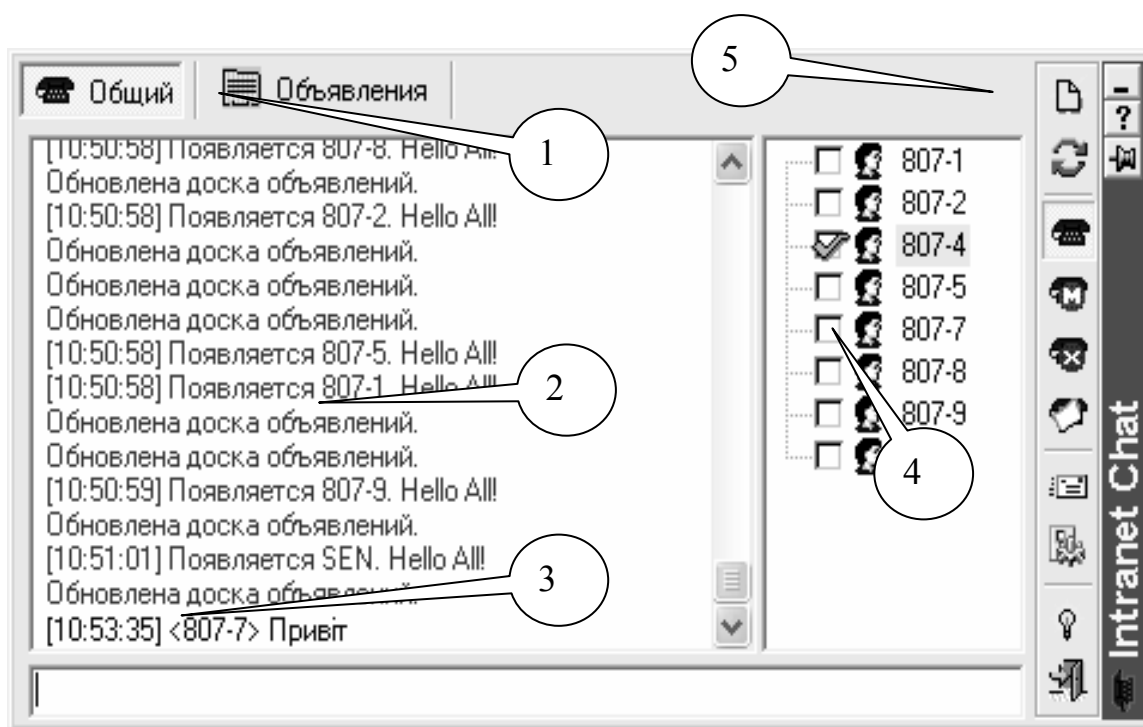 5
Общий
Объявления
1
[10:50:58] Появляется 807-8. Hello All!
Обновлена доска объявлений.
[10:50:58] Появляется 807-2. Hello All!
Обновлена доска объявлений.
Обновлена доска объявлений.
Обновлена доска объявлений.
[10:50:58] Появляется 807-5. Hello All!
[10:50:58] Появляется 807-1. Hello All!
2
Обновлена доска объявлений.
Обновлена доска объявлений.
[10:50:59] Появляется 807-9. Hello All!
Обновлена доска объявлений.
[10:51:01] Появляется SEN. Hello All!
3
Обновлена доска объявлений.
[10:53:35] <807-7> Привіт
807-1
807-2
807-4
807-5
807-7
807-8
807-9
4
?
M
Intranet Chat